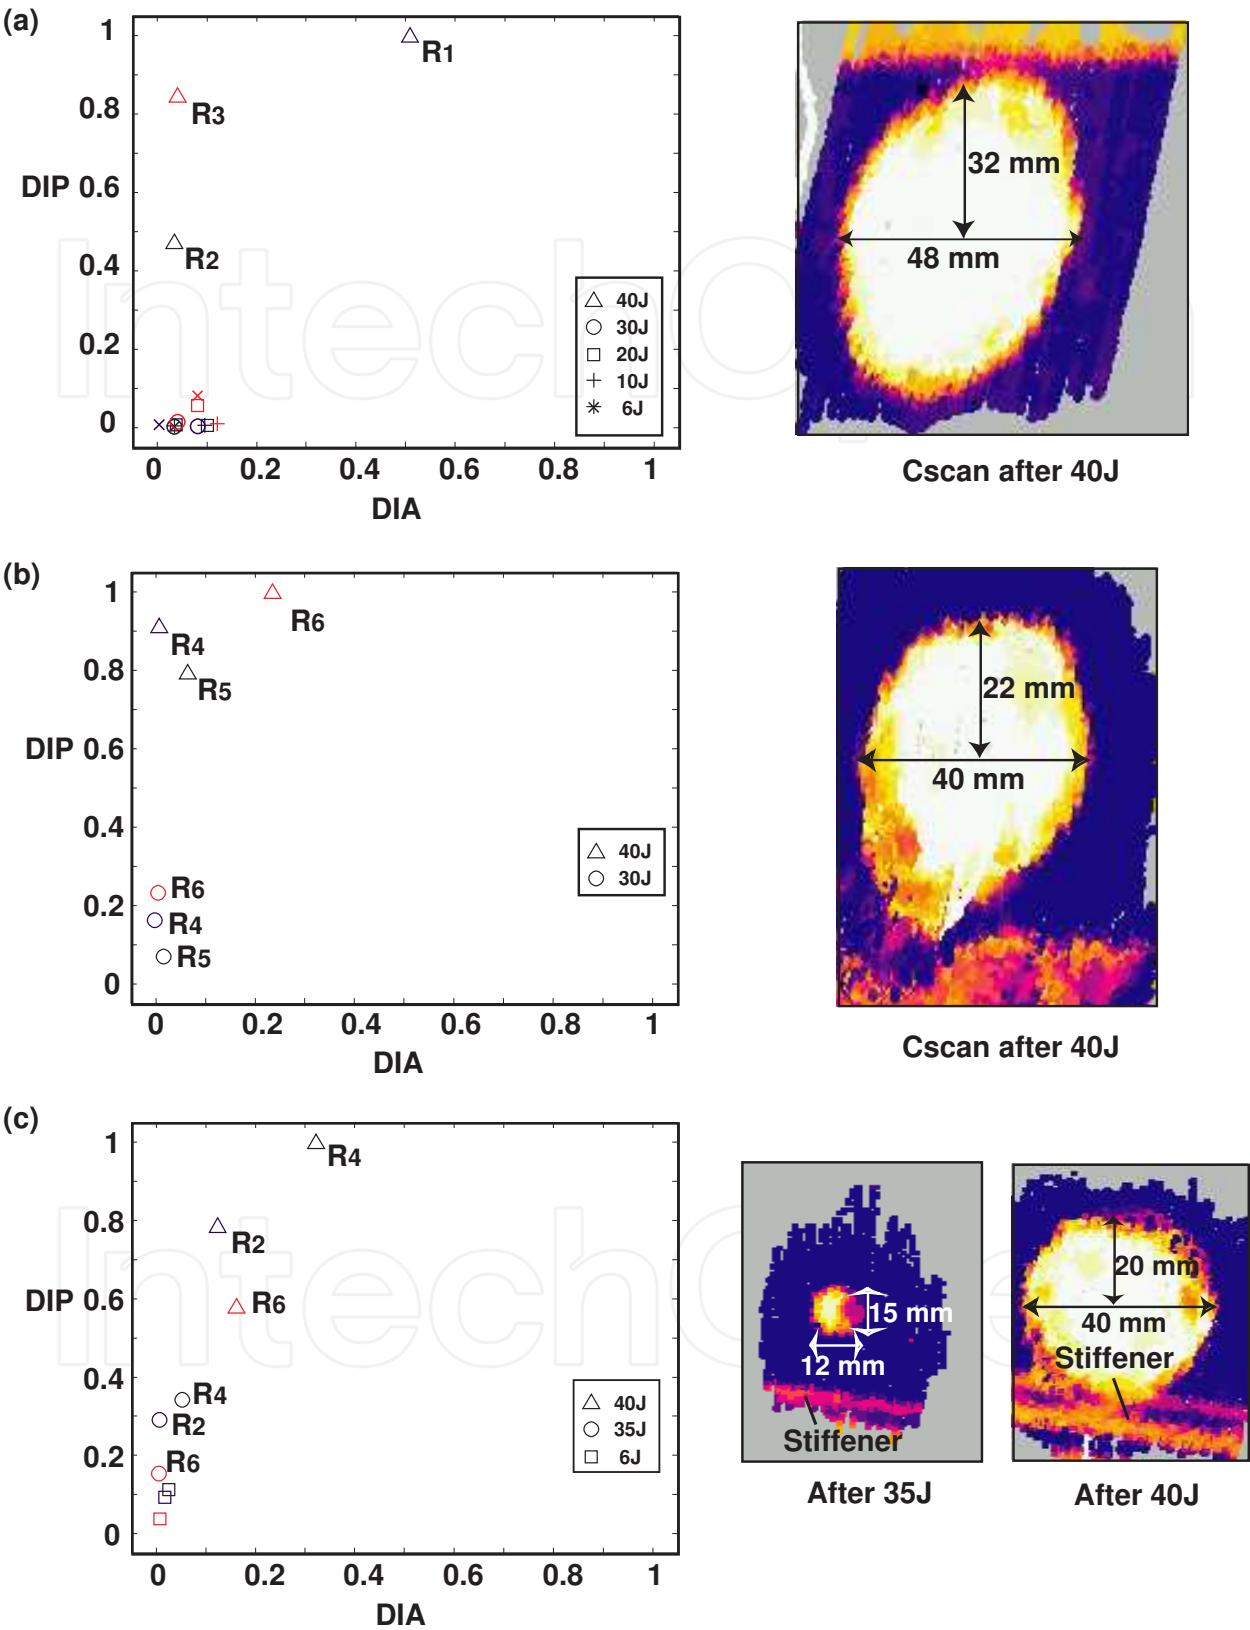 (a)
1
0.8
DIP 0.6
0.4
0.2
0
0 0.2 0.4 0.6 0.8 1
DIA
R1
R3
R2
40J
30J
20J
10J
6J
32 mm
48 mm
Cscan after 40J
(b)
1
0.8
DIP 0.6
0.4
0.2
0
0 0.2 0.4 0.6 0.8 1
DIA
R6
R4
R5
R6
R4
R5
40J
30J
22 mm
40 mm
Cscan after 40J
(c)
1
0.8
DIP 0.6
0.4
0.2
0
0 0.2 0.4 0.6 0.8 1
DIA
R4
R2
R6
R4
R2
R6
40J
35J
6J
15 mm
12 mm
Stiffener
After 35J
20 mm
40 mm
Stiffener
After 40J
IntechOpen
IntechOpen